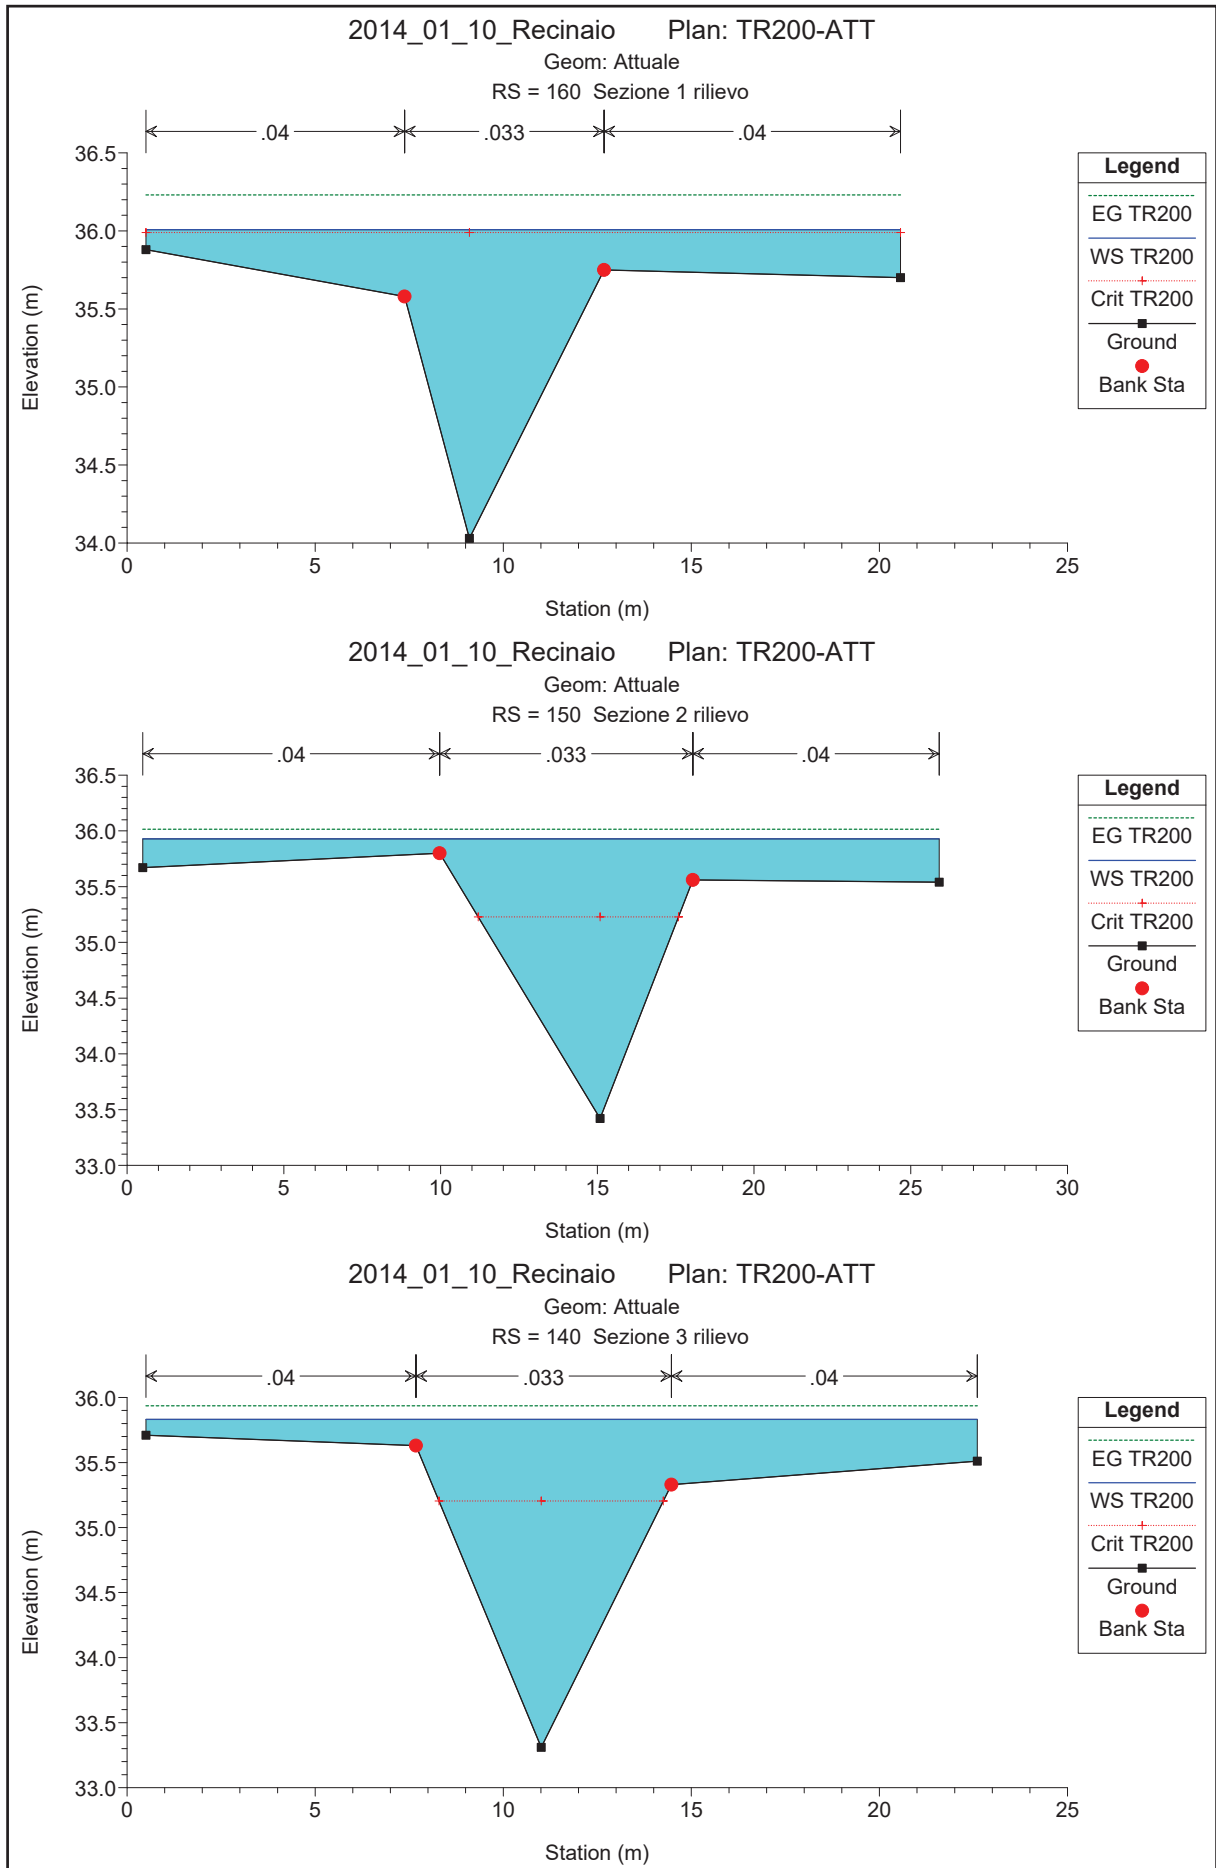 2014_01_10_Recinaio Plan: TR200-ATT
Geom: Attuale
RS = 160 Sezione 1 rilievo
.04 .033 .04
36.5
36.0
35.5
35.0
34.5
34.0
Elevation (m)
0 5 10 15 20 25
Station (m)
Legend
EG TR200
WS TR200
Crit TR200
Ground
Bank Sta
2014_01_10_Recinaio Plan: TR200-ATT
Geom: Attuale
RS = 150 Sezione 2 rilievo
.04 .033 .04
36.5
36.0
35.5
35.0
34.5
34.0
33.5
33.0
Elevation (m)
0 5 10 15 20 25 30
Station (m)
Legend
EG TR200
WS TR200
Crit TR200
Ground
Bank Sta
2014_01_10_Recinaio Plan: TR200-ATT
Geom: Attuale
RS = 140 Sezione 3 rilievo
.04 .033 .04
36.0
35.5
35.0
34.5
34.0
33.5
33.0
Elevation (m)
0 5 10 15 20 25
Station (m)
Legend
EG TR200
WS TR200
Crit TR200
Ground
Bank Sta